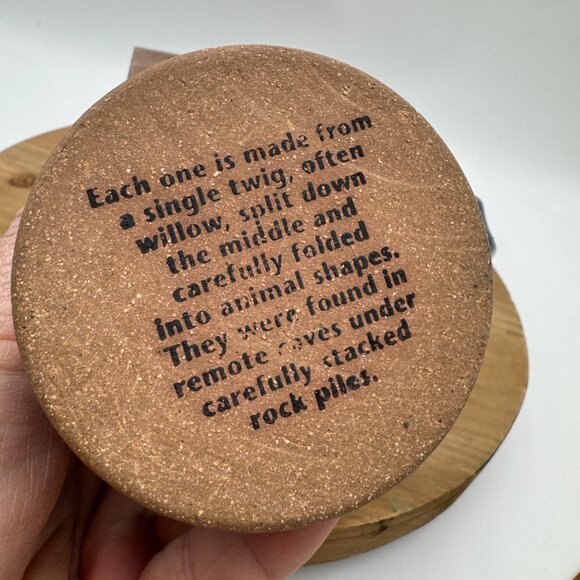 Each one is made from
a single twig, often
willow, split down
the middle and
carefully folded
into animal shapes.
They were found in
remote caves under
carefully stacked
rock piles.